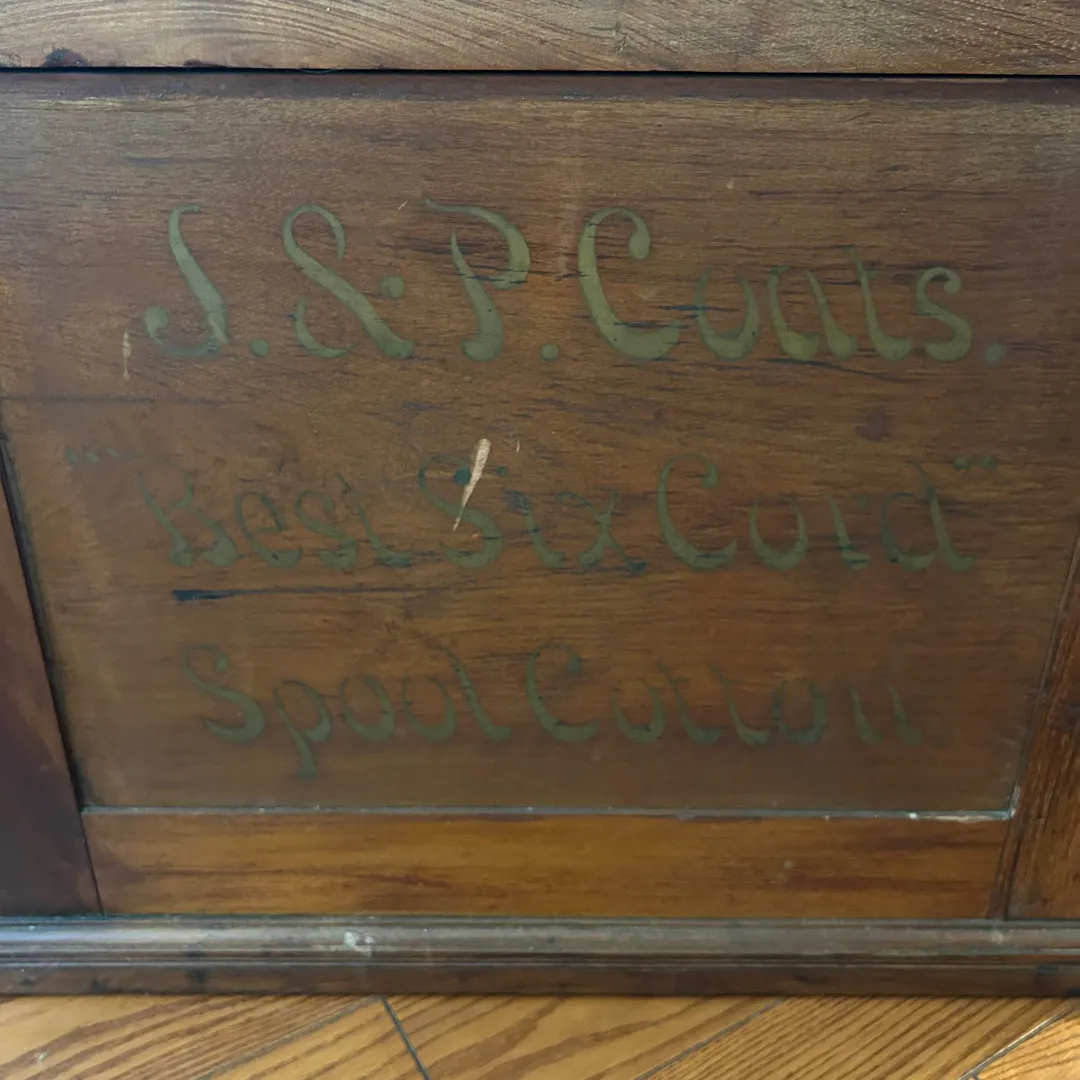 J. & P. Coats.
"Best Six Cord"
Spool Cotton.